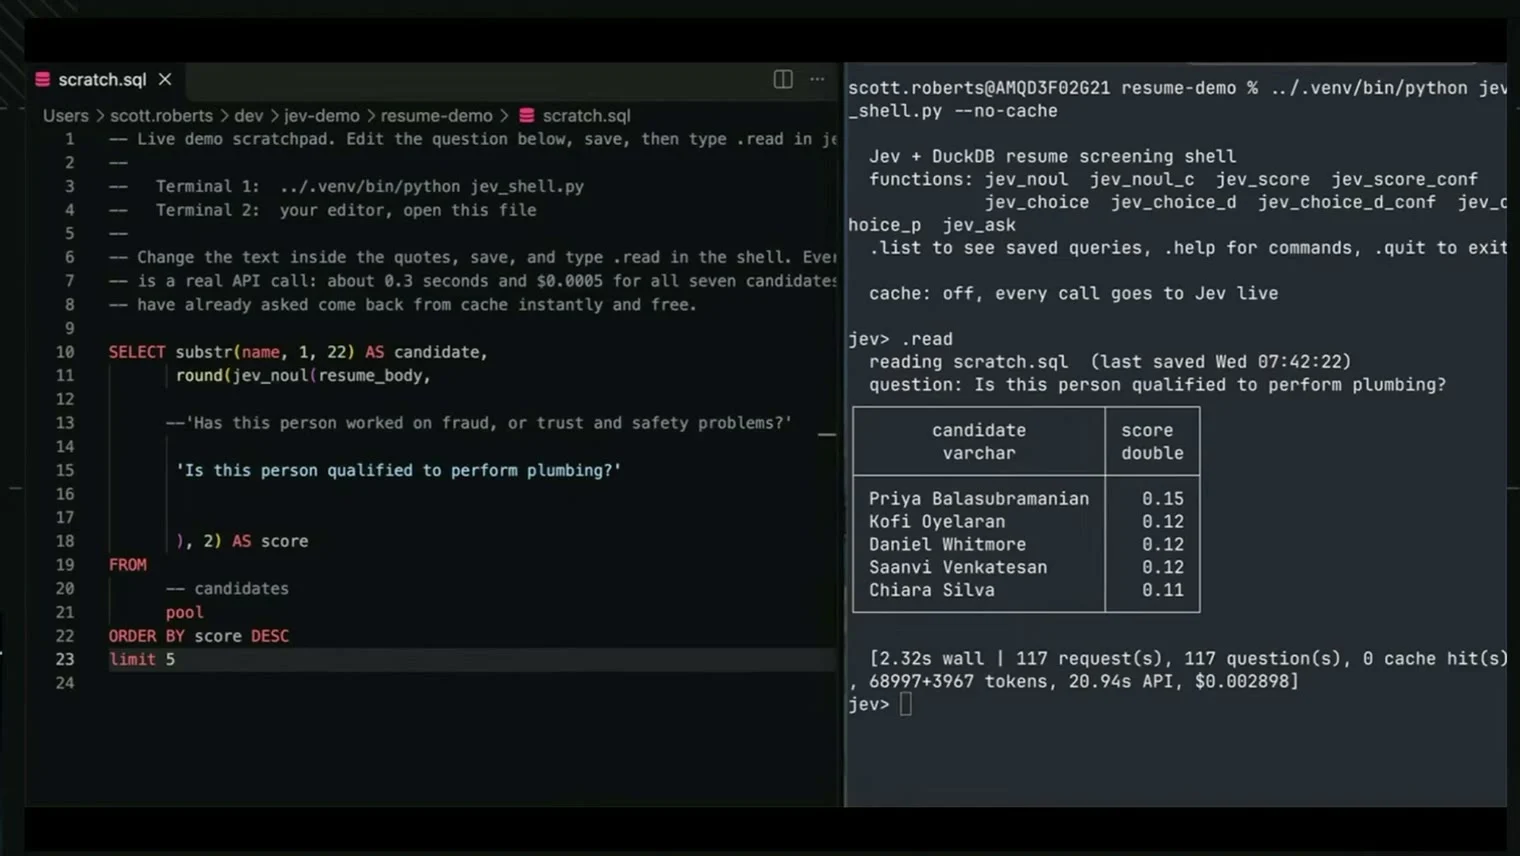 scratch.sql
Users > scott.roberts > dev > jev-demo > resume-demo > scratch.sql
1 -- Live demo scratchpad. Edit the question below, save, then type .read in je
2 --
3 --   Terminal 1:  ../.venv/bin/python jev_shell.py
4 --   Terminal 2:  your editor, open this file
5 --
6 -- Change the text inside the quotes, save, and type .read in the shell. Ever
7 -- is a real API call: about 0.3 seconds and $0.0005 for all seven candidates
8 -- have already asked come back from cache instantly and free.
9
10 SELECT substr(name, 1, 22) AS candidate,
11 round(jev_noul(resume_body,
12
13 --'Has this person worked on fraud, or trust and safety problems?'
14
15 'Is this person qualified to perform plumbing?'
16
17
18 ), 2) AS score
19 FROM
20 -- candidates
21 pool
22 ORDER BY score DESC
23 limit 5
24
scott.roberts@AMQD3F02G21 resume-demo % ../.venv/bin/python jev
_shell.py --no-cache
Jev + DuckDB resume screening shell
functions: jev_noul  jev_noul_c  jev_score  jev_score_conf
jev_choice  jev_choice_d  jev_choice_d_conf  jev_c
hoice_p  jev_ask
.list to see saved queries, .help for commands, .quit to exit
cache: off, every call goes to Jev live
jev> .read
reading scratch.sql  (last saved Wed 07:42:22)
question: Is this person qualified to perform plumbing?
candidate score
varchar double
Priya Balasubramanian 0.15
Kofi Oyelaran 0.12
Daniel Whitmore 0.12
Saanvi Venkatesan 0.12
Chiara Silva 0.11
[2.32s wall | 117 request(s), 117 question(s), 0 cache hit(s)
, 68997+3967 tokens, 20.94s API, $0.002898]
jev>